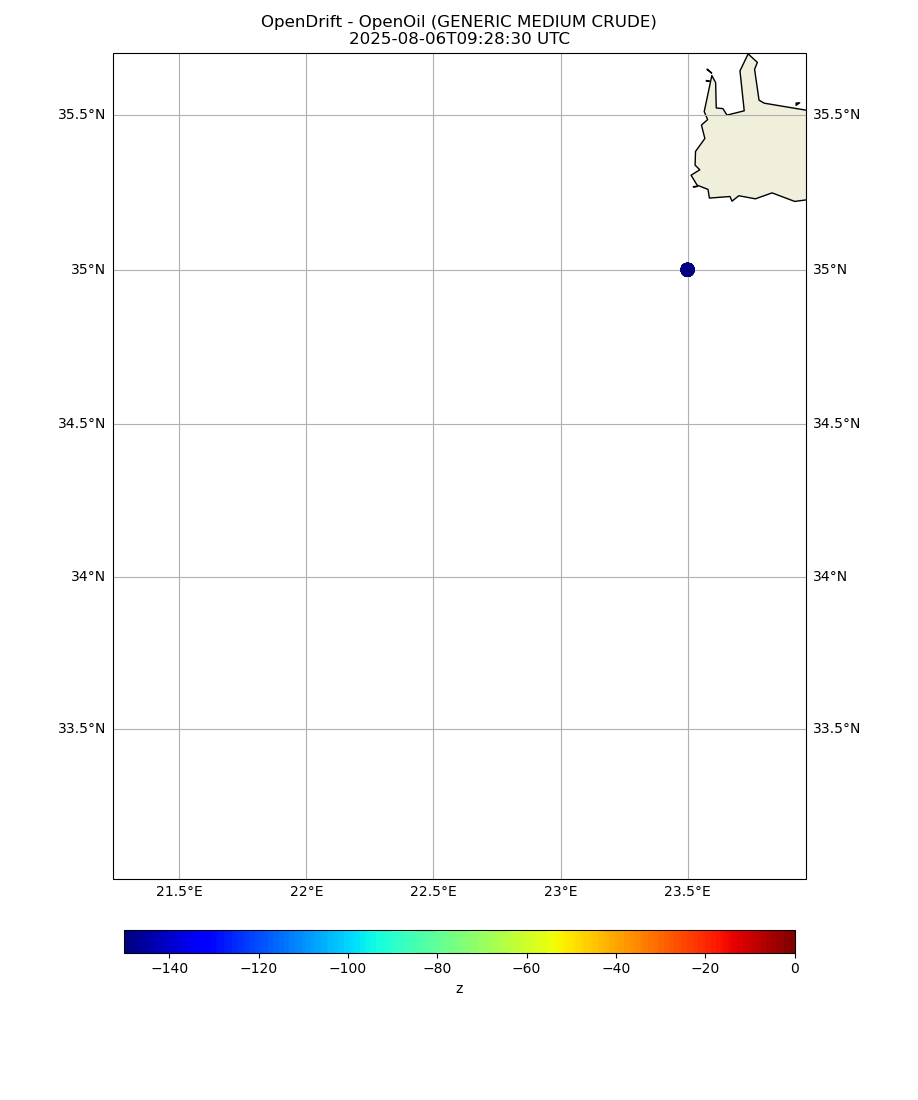 OpenDrift - OpenOil (GENERIC MEDIUM CRUDE)
2025-08-06T09:28:30 UTC
35.5°N 35.5°N
35°N 35°N
34.5°N 34.5°N
34°N 34°N
33.5°N 33.5°N
21.5°E 22°E 22.5°E 23°E 23.5°E
−140 −120 −100 −80 −60 −40 −20 0
z